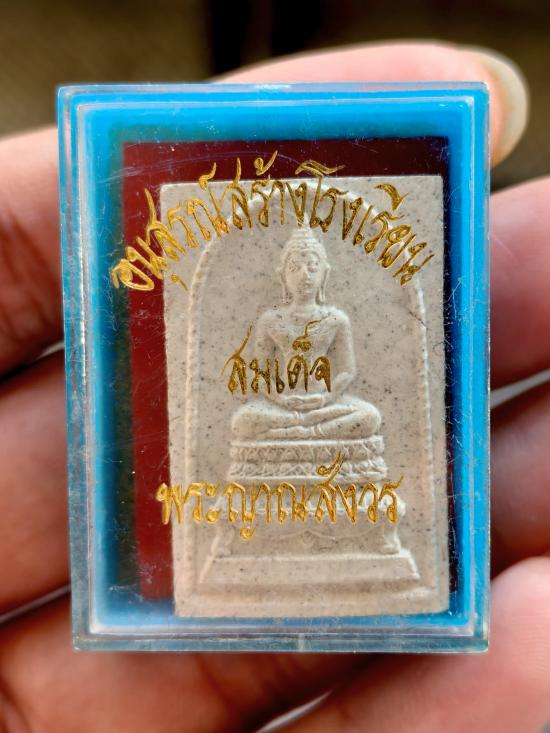 อนุสรณ์สร้างโรงเรียน
สมเด็จ
พระญาณสังวร